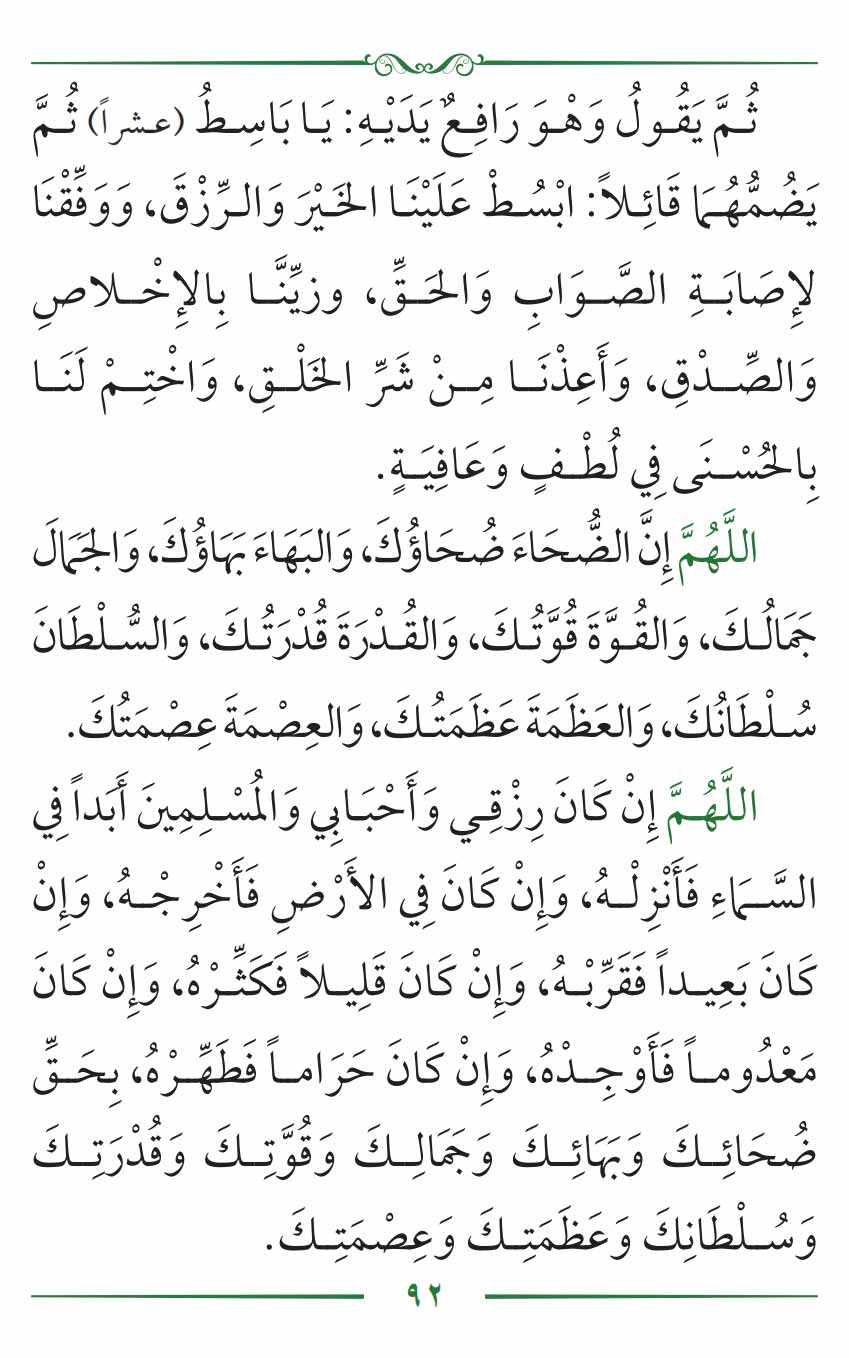 ثُمَّ يَقُولُ وَهْوَ رَافِعٌ يَدَيْهِ: يَا بَاسِطُ (عشراً) ثُمَّ
يَضُمُّهُمَا قَائِلاً: ابْسُطْ عَلَيْنَا الخَيْرَ وَالرِّزْقَ، وَوَفِّقْنَا
لإِصَابَةِ الصَّوَابِ وَالحَقِّ، وزيِّنَّا بِالإِخْلاصِ
وَالصِّدْقِ، وَأَعِذْنَا مِنْ شَرِّ الخَلْقِ، وَاخْتِمْ لَنَا
بِالحُسْنَى فِي لُطْفٍ وَعَافِيَةٍ.
اللَّهُمَّ إِنَّ الضُّحَاءَ ضُحَاؤُكَ، وَالبَهَاءَ بَهَاؤُكَ، وَالجَمَالَ
جَمَالُكَ، وَالقُوَّةَ قُوَّتُكَ، وَالقُدْرَةَ قُدْرَتُكَ، وَالسُّلْطَانَ
سُلْطَانُكَ، وَالعَظَمَةَ عَظَمَتُكَ، وَالعِصْمَةَ عِصْمَتُكَ.
اللَّهُمَّ إِنْ كَانَ رِزْقِي وَأَحْبَابِي وَالمُسْلِمِينَ أَبَداً فِي
السَّمَاءِ فَأَنْزِلْهُ، وَإِنْ كَانَ فِي الأَرْضِ فَأَخْرِجْهُ، وَإِنْ
كَانَ بَعِيداً فَقَرِّبْهُ، وَإِنْ كَانَ قَلِيلاً فَكَثِّرْهُ، وَإِنْ كَانَ
مَعْدُوماً فَأَوْجِدْهُ، وَإِنْ كَانَ حَرَاماً فَطَهِّرْهُ، بِحَقِّ
ضُحَائِكَ وَبَهَائِكَ وَجَمَالِكَ وَقُوَّتِكَ وَقُدْرَتِكَ
وَسُلْطَانِكَ وَعَظَمَتِكَ وَعِصْمَتِكَ.
٩٢